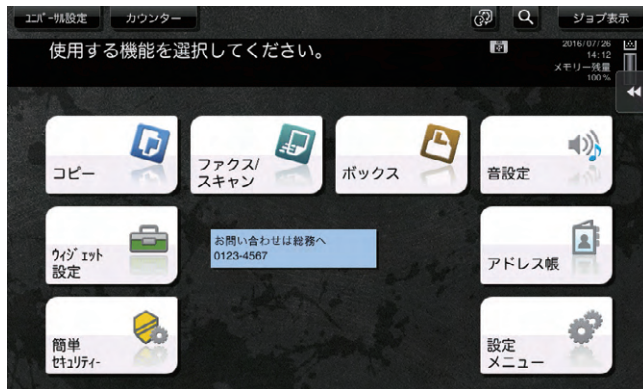 ﾕﾆﾊﾞｰｻﾙ設定
カウンター
ジョブ表示
使用する機能を選択してください。
2016/07/26
14:12
メモリー残量
100%
コピー
ファクス/
スキャン
ボックス
音設定
ｳｨｼﾞｪｯﾄ
設定
お問い合わせは総務へ
0123-4567
アドレス帳
簡単
ｾｷｭﾘﾃｨｰ
設定
メニュー